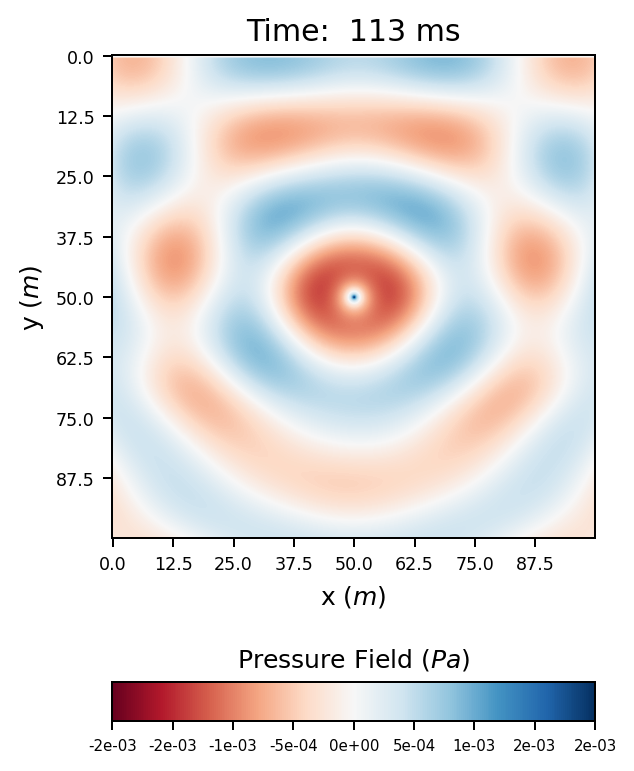 Time:  113 ms
0.0
12.5
25.0
37.5
50.0
62.5
75.0
87.5
y (m)
0.0 12.5 25.0 37.5 50.0 62.5 75.0 87.5
x (m)
Pressure Field (Pa)
-2e-03 -2e-03 -1e-03 -5e-04 0e+00 5e-04 1e-03 2e-03 2e-03